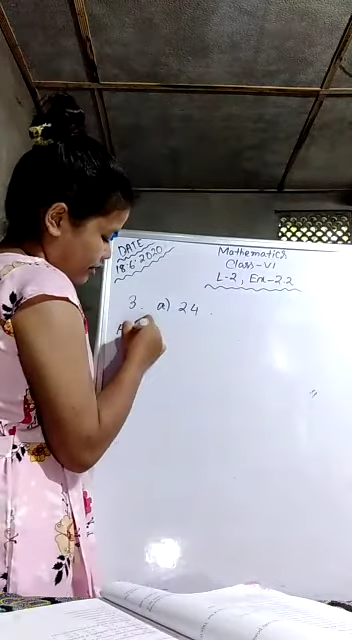 DATE
18.6.2020
Mathematics
Class-VI
L-2, Ex-2.2
3. a) 24.